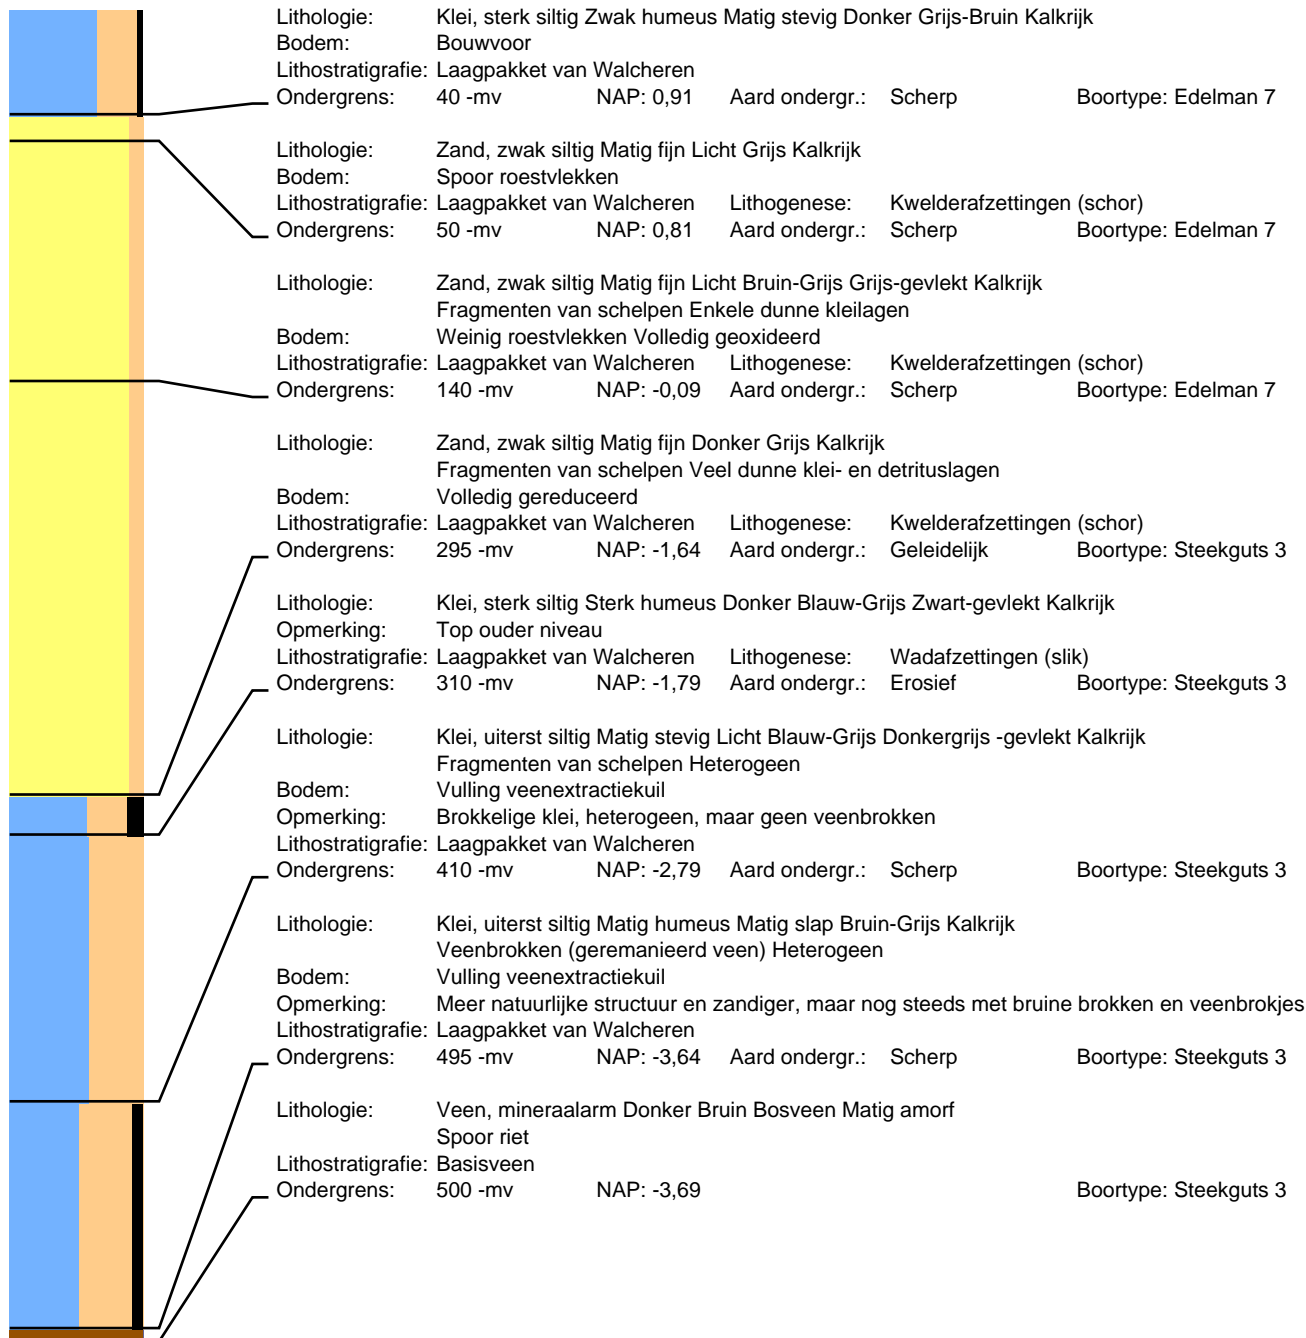 Lithologie: Klei, sterk siltig Zwak humeus Matig stevig Donker Grijs-Bruin Kalkrijk
Bodem: Bouwvoor
Lithostratigrafie: Laagpakket van Walcheren
Ondergrens: 40 -mv NAP: 0,91 Aard ondergr.: Scherp Boortype: Edelman 7
Lithologie: Zand, zwak siltig Matig fijn Licht Grijs Kalkrijk
Bodem: Spoor roestvlekken
Lithostratigrafie: Laagpakket van Walcheren Lithogenese: Kwelderafzettingen (schor)
Ondergrens: 50 -mv NAP: 0,81 Aard ondergr.: Scherp Boortype: Edelman 7
Lithologie: Zand, zwak siltig Matig fijn Licht Bruin-Grijs Grijs-gevlekt Kalkrijk
Fragmenten van schelpen Enkele dunne kleilagen
Bodem: Weinig roestvlekken Volledig geoxideerd
Lithostratigrafie: Laagpakket van Walcheren Lithogenese: Kwelderafzettingen (schor)
Ondergrens: 140 -mv NAP: -0,09 Aard ondergr.: Scherp Boortype: Edelman 7
Lithologie: Zand, zwak siltig Matig fijn Donker Grijs Kalkrijk
Fragmenten van schelpen Veel dunne klei- en detrituslagen
Bodem: Volledig gereduceerd
Lithostratigrafie: Laagpakket van Walcheren Lithogenese: Kwelderafzettingen (schor)
Ondergrens: 295 -mv NAP: -1,64 Aard ondergr.: Geleidelijk Boortype: Steekguts 3
Lithologie: Klei, sterk siltig Sterk humeus Donker Blauw-Grijs Zwart-gevlekt Kalkrijk
Opmerking: Top ouder niveau
Lithostratigrafie: Laagpakket van Walcheren Lithogenese: Wadafzettingen (slik)
Ondergrens: 310 -mv NAP: -1,79 Aard ondergr.: Erosief Boortype: Steekguts 3
Lithologie: Klei, uiterst siltig Matig stevig Licht Blauw-Grijs Donkergrijs -gevlekt Kalkrijk
Fragmenten van schelpen Heterogeen
Bodem: Vulling veenextractiekuil
Opmerking: Brokkelige klei, heterogeen, maar geen veenbrokken
Lithostratigrafie: Laagpakket van Walcheren
Ondergrens: 410 -mv NAP: -2,79 Aard ondergr.: Scherp Boortype: Steekguts 3
Lithologie: Klei, uiterst siltig Matig humeus Matig slap Bruin-Grijs Kalkrijk
Veenbrokken (geremanieerd veen) Heterogeen
Bodem: Vulling veenextractiekuil
Opmerking: Meer natuurlijke structuur en zandiger, maar nog steeds met bruine brokken en veenbrokjes
Lithostratigrafie: Laagpakket van Walcheren
Ondergrens: 495 -mv NAP: -3,64 Aard ondergr.: Scherp Boortype: Steekguts 3
Lithologie: Veen, mineraalarm Donker Bruin Bosveen Matig amorf
Spoor riet
Lithostratigrafie: Basisveen
Ondergrens: 500 -mv NAP: -3,69 Boortype: Steekguts 3